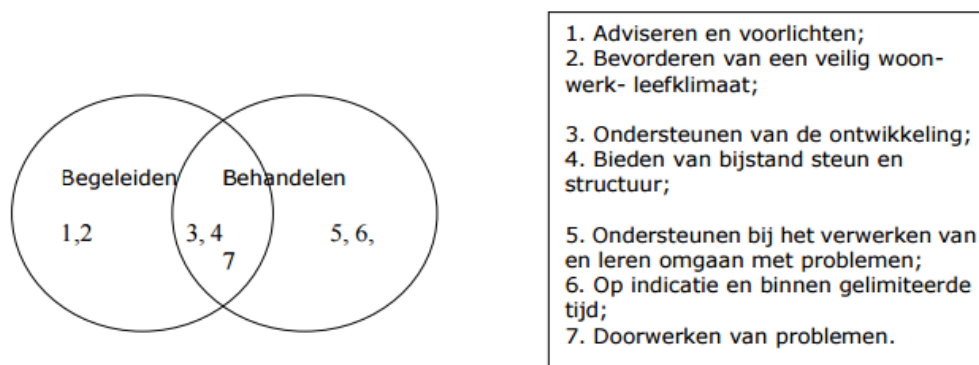 Begeleiden
Behandelen
1,2
3, 4
7
5, 6,
1. Adviseren en voorlichten;
2. Bevorderen van een veilig woon-
werk- leefklimaat;
3. Ondersteunen van de ontwikkeling;
4. Bieden van bijstand steun en
structuur;
5. Ondersteunen bij het verwerken van
en leren omgaan met problemen;
6. Op indicatie en binnen gelimiteerde
tijd;
7. Doorwerken van problemen.